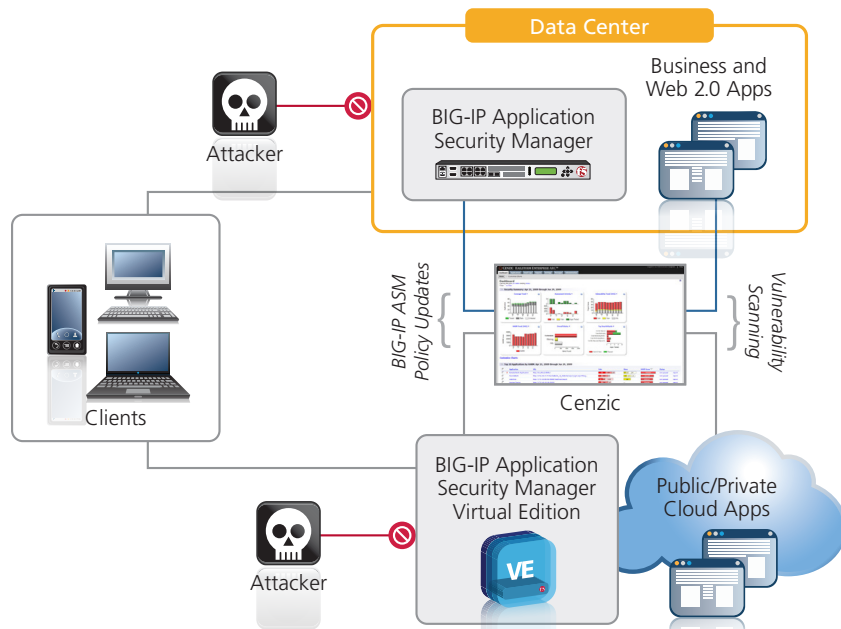 Data Center
Business and
Web 2.0 Apps
BIG-IP Application
Security Manager
Attacker
BIG-IP ASM
Policy Updates
Vulnerability
Scanning
Clients
Cenzic
BIG-IP Application
Security Manager
Virtual Edition
VE
Public/Private
Cloud Apps
Attacker